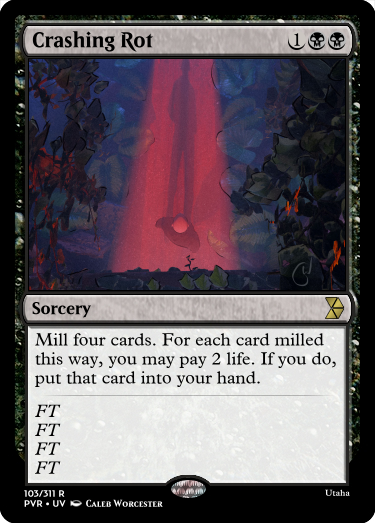 Crashing Rot 1
Sorcery
Mill four cards. For each card milled
this way, you may pay 2 life. If you do,
put that card into your hand.
FT
FT
FT
FT
103/311 R
Utaha
PVR • UV CALEB WORCESTER